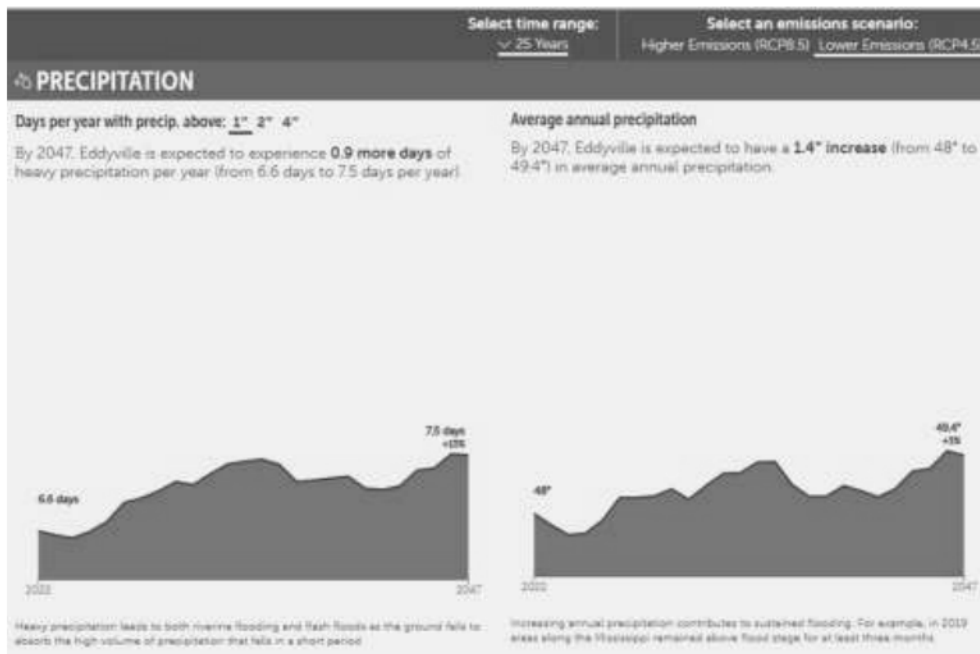 Select time range:
25 Years
Select an emissions scenario:
Higher Emissions (RCP8.5) Lower Emissions (RCP4.5)
PRECIPITATION
Days per year with precip. above: 1" 2" 4"
By 2047, Eddyville is expected to experience 0.9 more days of
heavy precipitation per year (from 6.6 days to 7.5 days per year).
7.5 days
+13%
6.6 days
2022
2047
Heavy precipitation leads to both riverine flooding and flash floods as the ground fails to
absorb the high volume of precipitation that falls in a short period.
Average annual precipitation
By 2047, Eddyville is expected to have a 1.4" increase (from 48" to
49.4") in average annual precipitation.
49.4"
+3%
48"
2022
2047
Increasing annual precipitation contributes to sustained flooding. For example, in 2019
areas along the Mississippi remained above flood stage for at least three months.